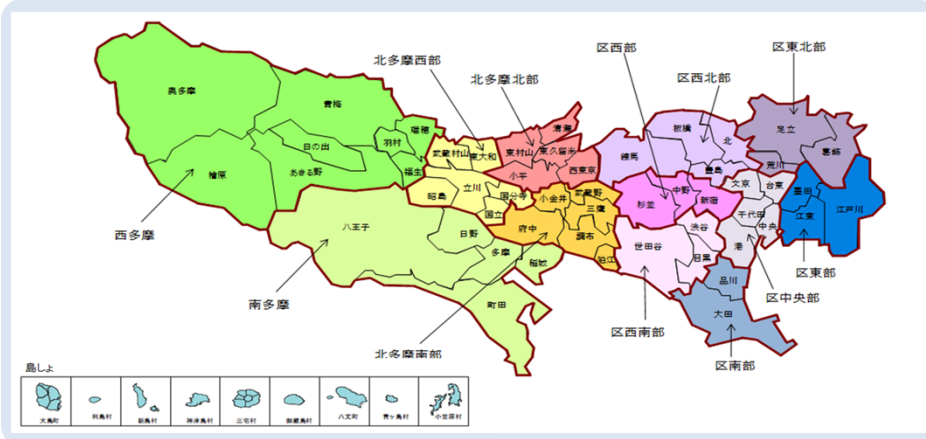 区東北部
区西部
北多摩西部
区西北部
北多摩北部
奥多摩
青梅
瑞穂
羽村
日の出
あきる野
福生
檜原
武蔵村山
東大和
東村山
清瀬
東久留米
小平
西東京
昭島
立川
国分寺
国立
小金井
武蔵野
三鷹
府中
調布
狛江
八王子
日野
多摩
稲城
町田
練馬
板橋
北
豊島
足立
葛飾
荒川
杉並
中野
新宿
文京
台東
千代田
中央
港
墨田
江東
江戸川
世田谷
渋谷
目黒
品川
大田
西多摩
南多摩
北多摩南部
区西南部
区南部
区中央部
区東部
島しょ
大島町
利島村
新島村
神津島村
三宅村
御蔵島村
八丈町
青ヶ島村
小笠原村